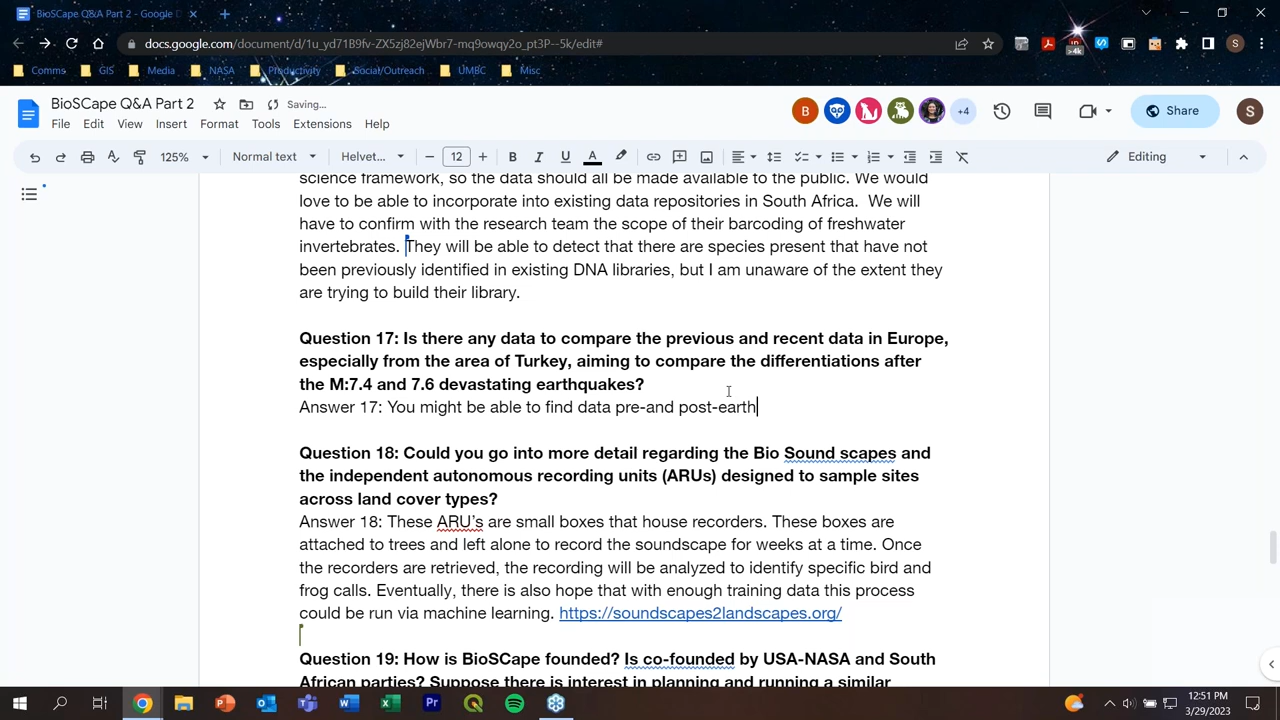 BioSCape Q&A Part 2 - Google D
docs.google.com/document/d/1u_yd71B9fv-ZX5zj82ejWbr7-mq9owqy2o_pt3P--5k/edit#
>4k
S
Comms GIS Media NASA Productivity Social/Outreach UMBC Misc
BioSCape Q&A Part 2
Saving...
B
+4
Share
S
File Edit View Insert Format Tools Extensions Help
125% Normal text Helvet... 12 B I U A Editing
science framework, so the data should all be made available to the public. We would
love to be able to incorporate into existing data repositories in South Africa. We will
have to confirm with the research team the scope of their barcoding of freshwater
invertebrates. They will be able to detect that there are species present that have not
been previously identified in existing DNA libraries, but I am unaware of the extent they
are trying to build their library.
Question 17: Is there any data to compare the previous and recent data in Europe,
especially from the area of Turkey, aiming to compare the differentiations after
the M:7.4 and 7.6 devastating earthquakes?
Answer 17: You might be able to find data pre-and post-earth
Question 18: Could you go into more detail regarding the Bio Sound scapes and
the independent autonomous recording units (ARUs) designed to sample sites
across land cover types?
Answer 18: These ARU's are small boxes that house recorders. These boxes are
attached to trees and left alone to record the soundscape for weeks at a time. Once
the recorders are retrieved, the recording will be analyzed to identify specific bird and
frog calls. Eventually, there is also hope that with enough training data this process
could be run via machine learning. https://soundscapes2landscapes.org/
Question 19: How is BioSCape founded? Is co-founded by USA-NASA and South
African parties? Suppose there is interest in planning and running a similar
12:51 PM
3/29/2023